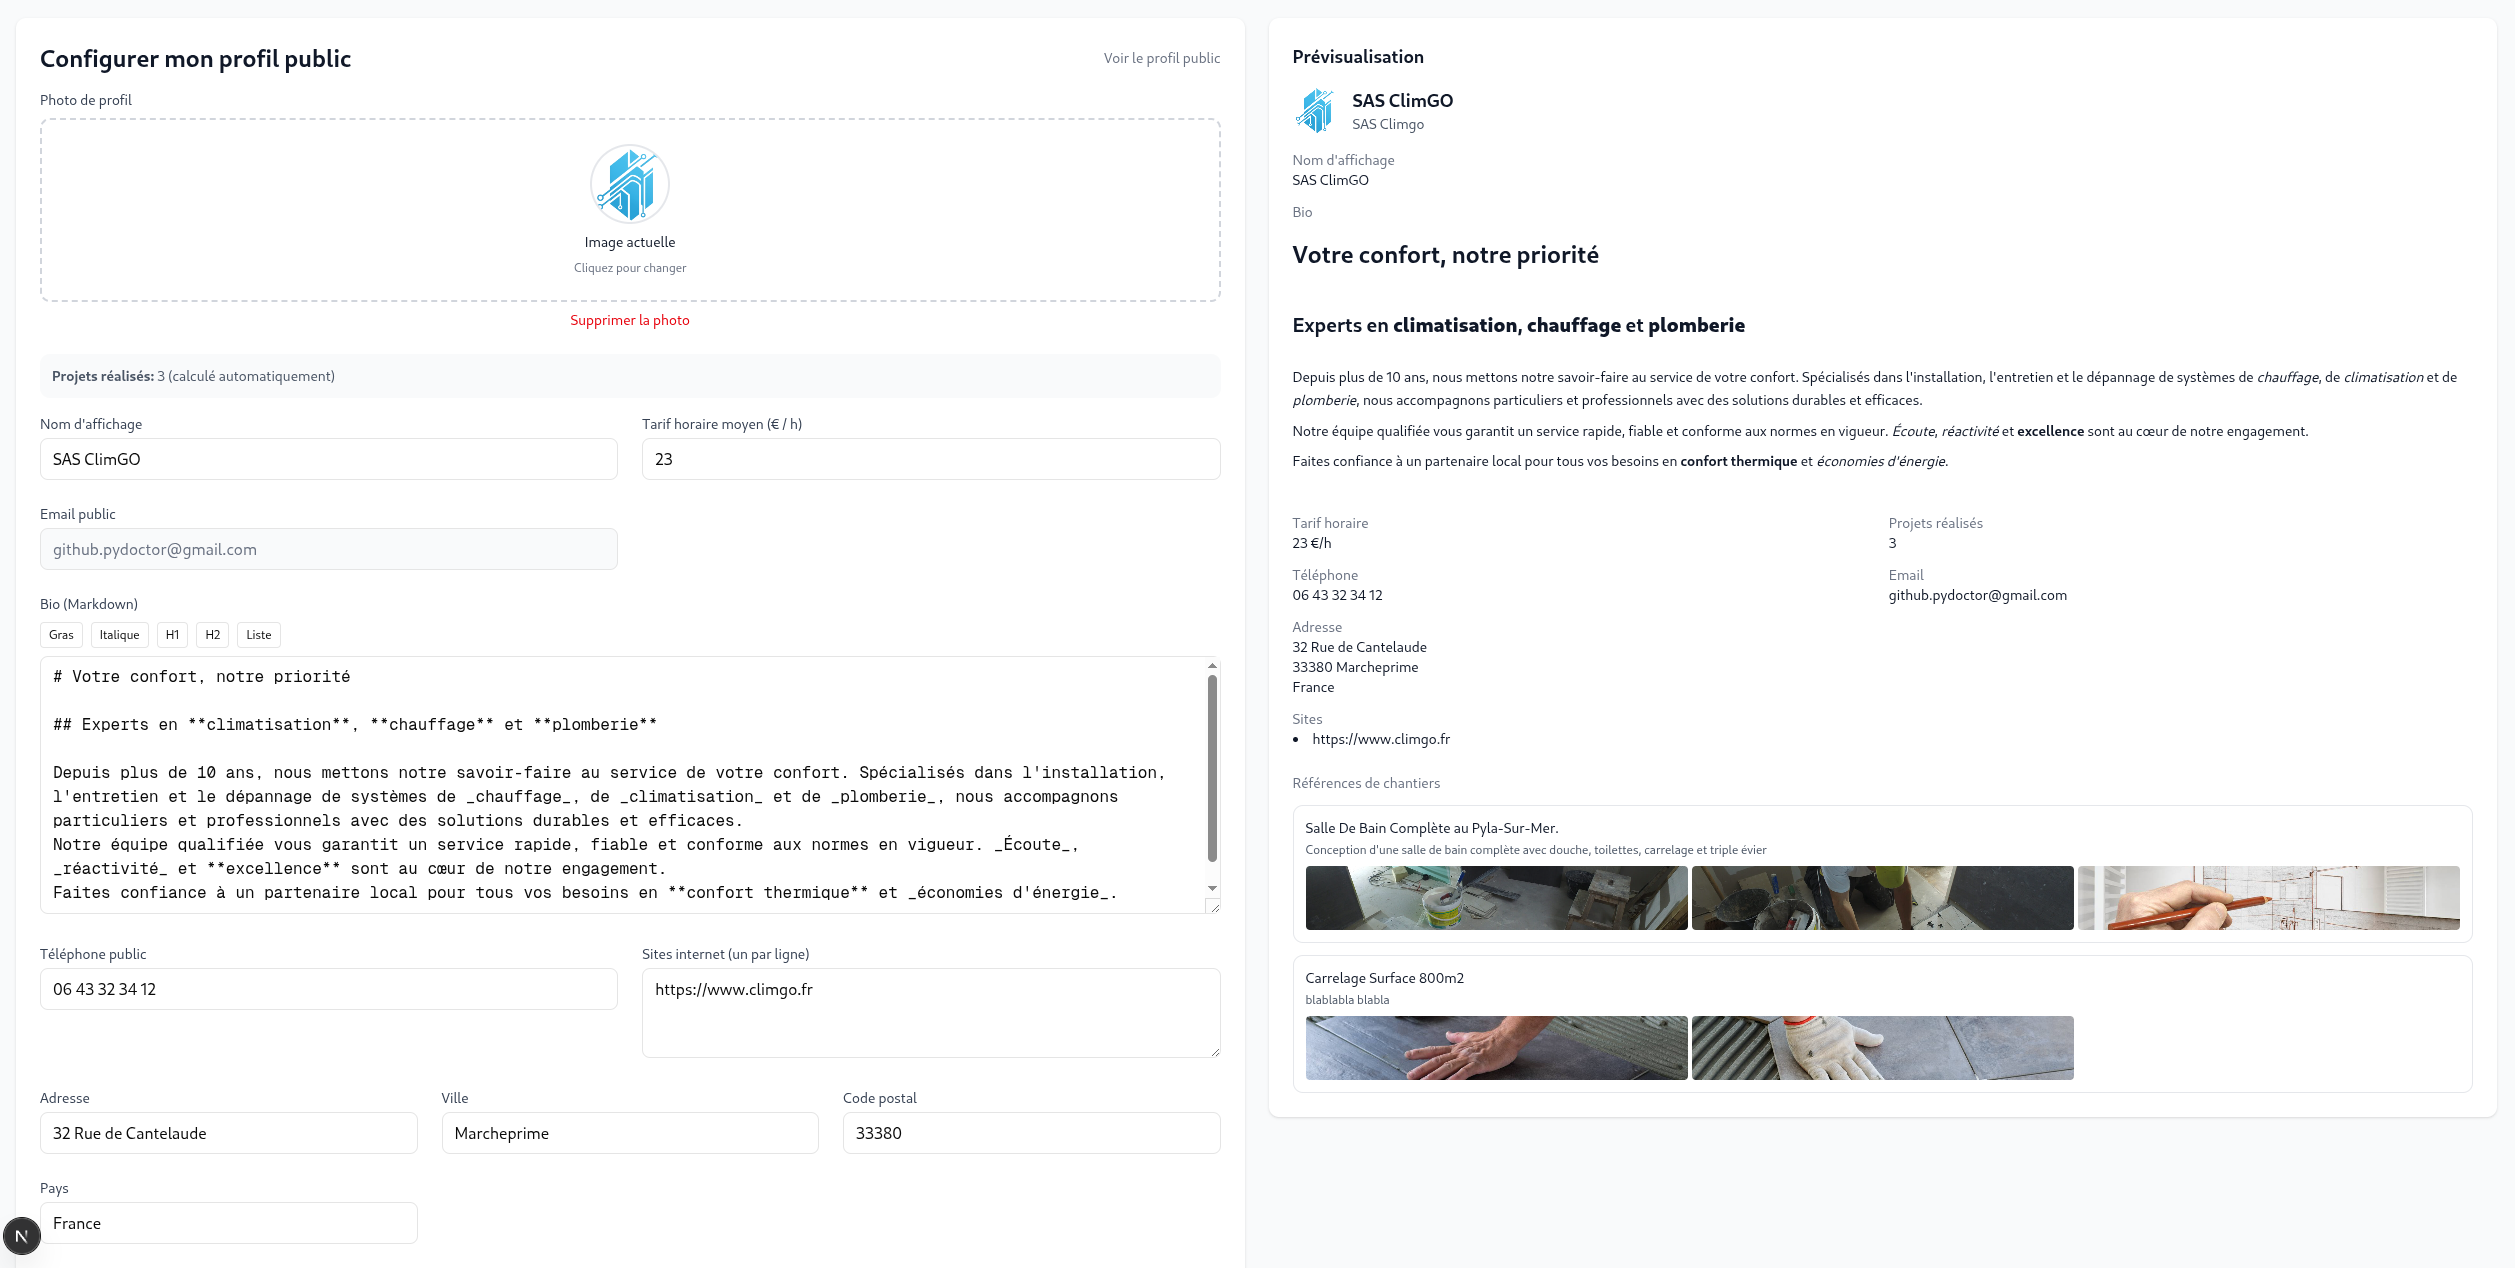 Configurer mon profil public
Voir le profil public
Photo de profil
Image actuelle
Cliquez pour changer
Supprimer la photo
Projets réalisés: 3 (calculé automatiquement)
Nom d'affichage
SAS ClimGO
Tarif horaire moyen (€ / h)
23
Email public
github.pydoctor@gmail.com
Bio (Markdown)
Gras
Italique
H1
H2
Liste
# Votre confort, notre priorité
## Experts en **climatisation**, **chauffage** et **plomberie**
Depuis plus de 10 ans, nous mettons notre savoir-faire au service de votre confort. Spécialisés dans l'installation,
l'entretien et le dépannage de systèmes de _chauffage_, de _climatisation_ et de _plomberie_, nous accompagnons
particuliers et professionnels avec des solutions durables et efficaces.
Notre équipe qualifiée vous garantit un service rapide, fiable et conforme aux normes en vigueur. _Écoute_,
_réactivité_ et **excellence** sont au cœur de notre engagement.
Faites confiance à un partenaire local pour tous vos besoins en **confort thermique** et _économies d'énergie_.
Téléphone public
06 43 32 34 12
Sites internet (un par ligne)
https://www.climgo.fr
Adresse
32 Rue de Cantelaude
Ville
Marcheprime
Code postal
33380
Pays
France
N
Prévisualisation
SAS ClimGO
SAS Climgo
Nom d'affichage
SAS ClimGO
Bio
Votre confort, notre priorité
Experts en climatisation, chauffage et plomberie
Depuis plus de 10 ans, nous mettons notre savoir-faire au service de votre confort. Spécialisés dans l'installation, l'entretien et le dépannage de systèmes de chauffage, de climatisation et de
plomberie, nous accompagnons particuliers et professionnels avec des solutions durables et efficaces.
Notre équipe qualifiée vous garantit un service rapide, fiable et conforme aux normes en vigueur. Écoute, réactivité et excellence sont au cœur de notre engagement.
Faites confiance à un partenaire local pour tous vos besoins en confort thermique et économies d'énergie.
Tarif horaire
23 €/h
Projets réalisés
3
Téléphone
06 43 32 34 12
Email
github.pydoctor@gmail.com
Adresse
32 Rue de Cantelaude
33380 Marcheprime
France
Sites
• https://www.climgo.fr
Références de chantiers
Salle De Bain Complète au Pyla-Sur-Mer.
Conception d'une salle de bain complète avec douche, toilettes, carrelage et triple évier
Carrelage Surface 800m2
blablabla blabla